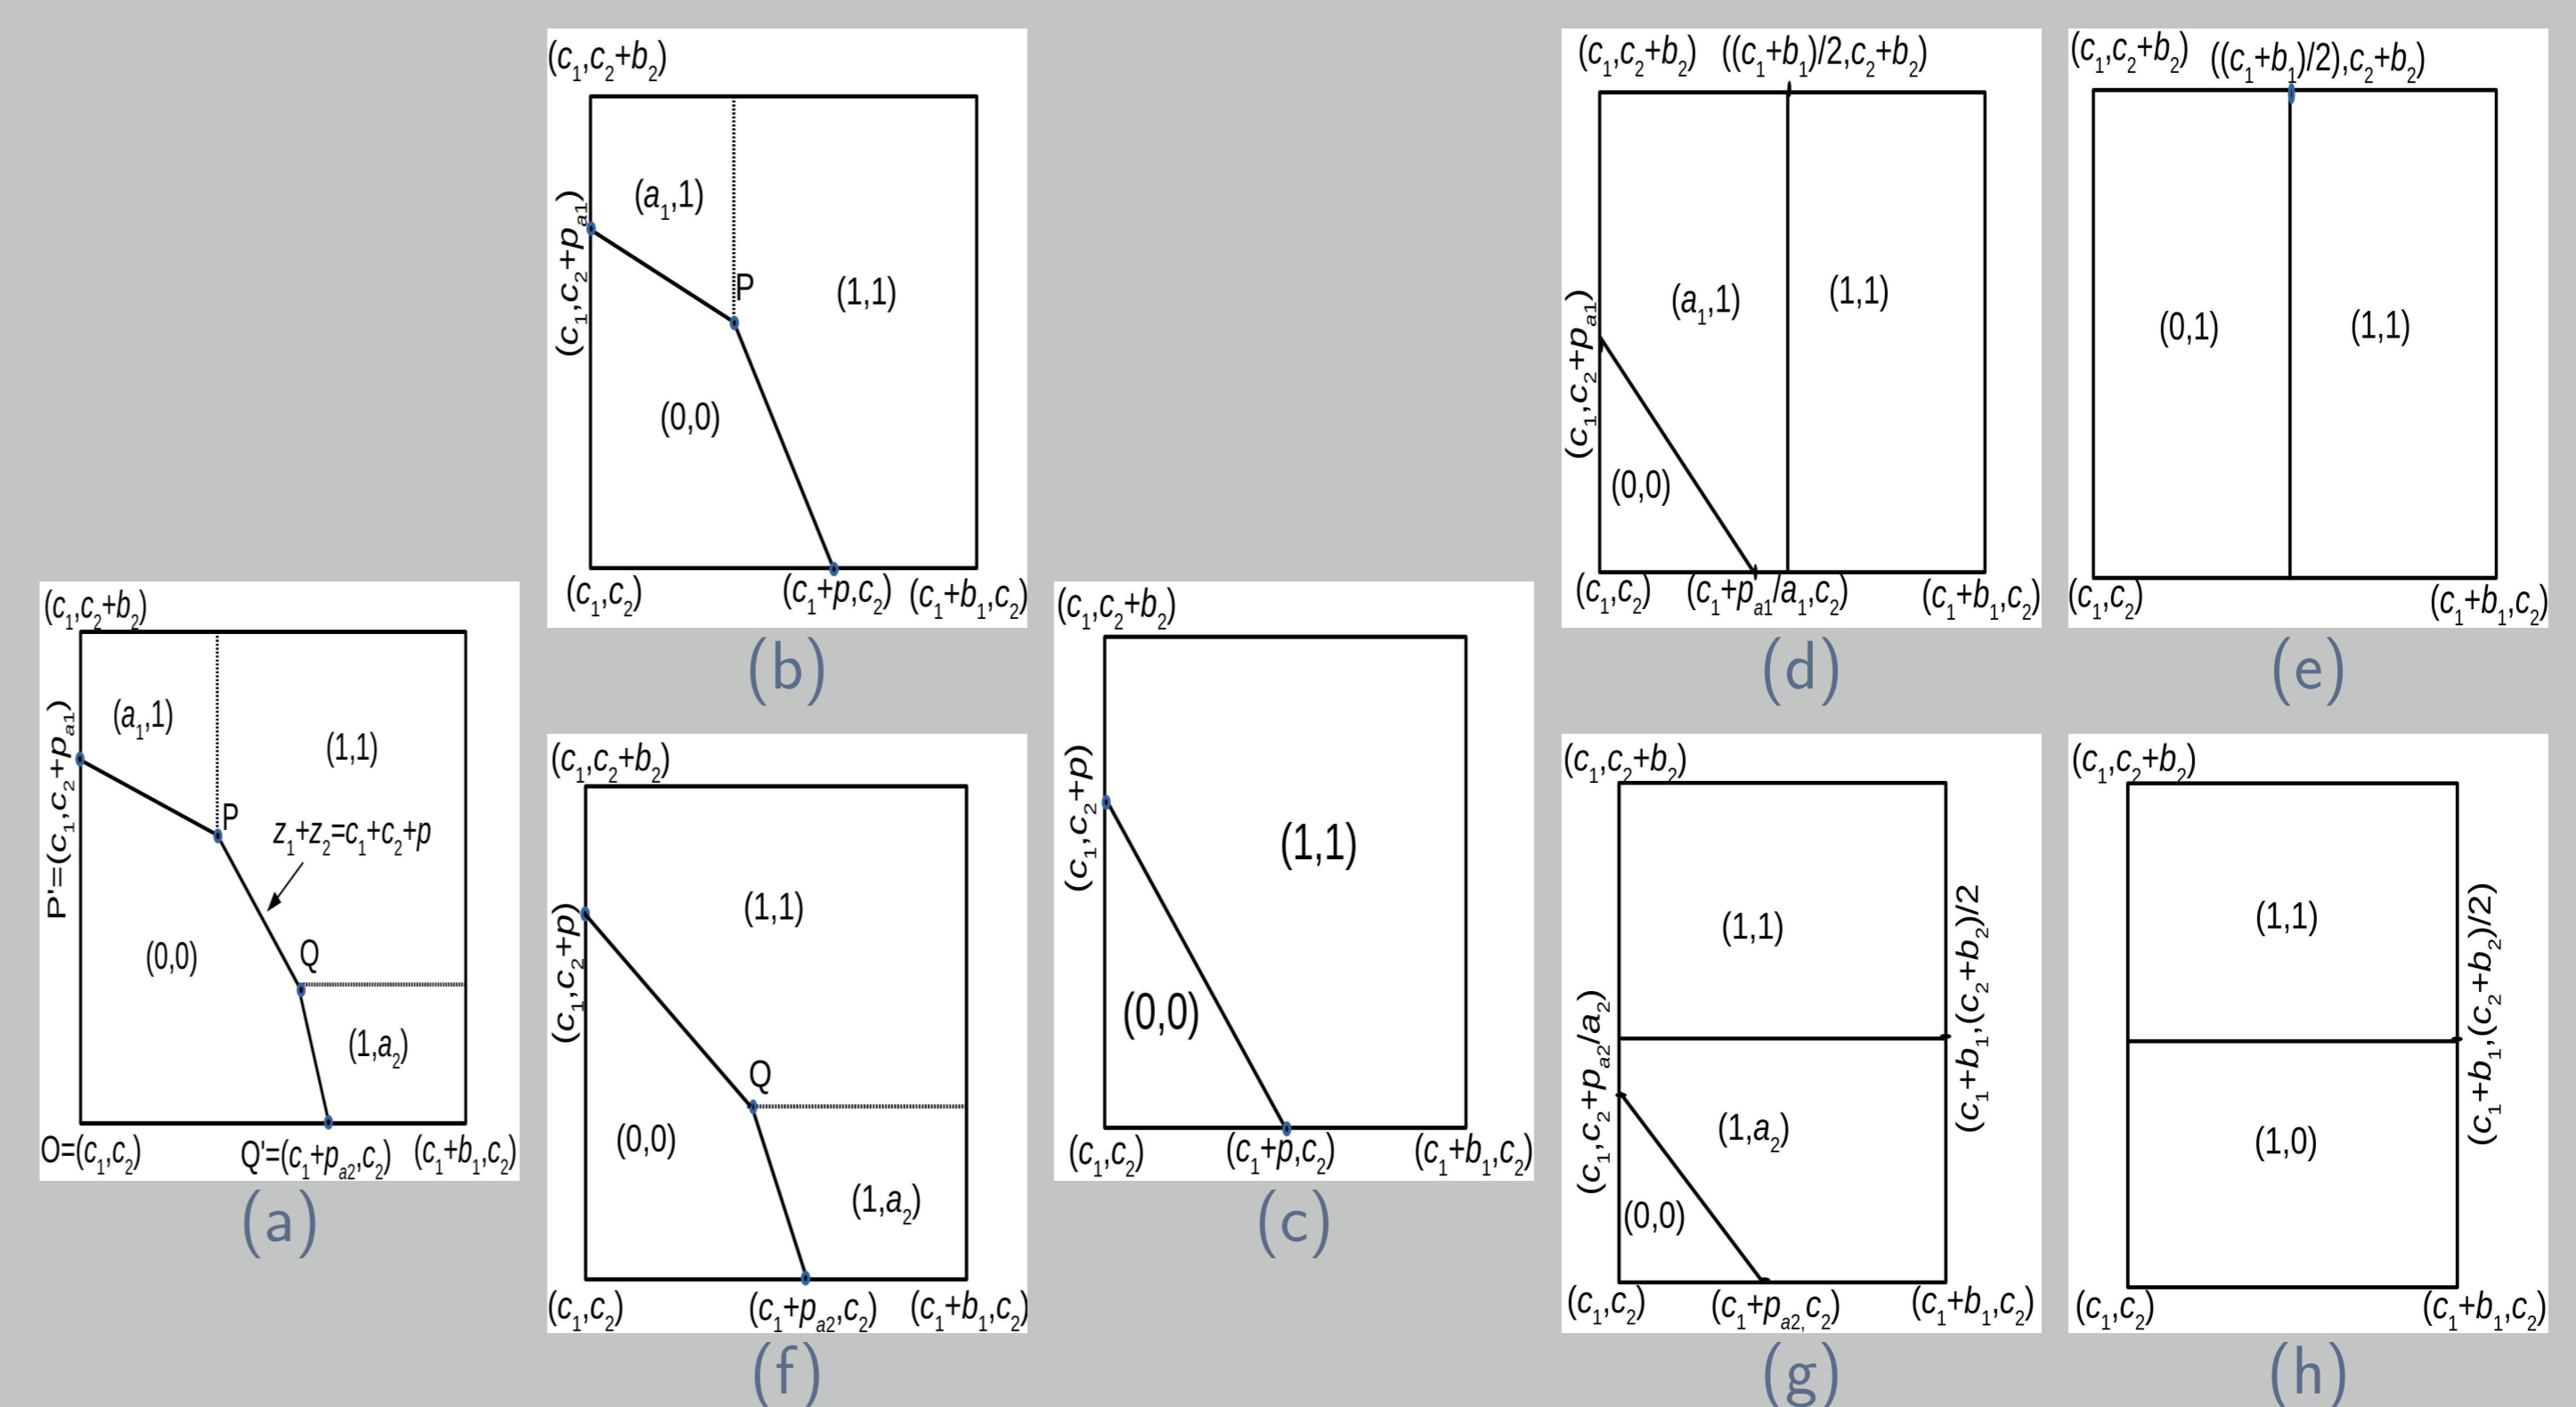 (c₁,c₂+b₂)
P'=(c₁,c₂+pₐ₁)
(a₁,1)
(1,1)
P
z₁+z₂=c₁+c₂+p
Q
(0,0)
(1,a₂)
O=(c₁,c₂)
Q'=(c₁+pₐ₂,c₂)
(c₁+b₁,c₂)
(a)
(c₁,c₂+b₂)
(c₁,c₂+pₐ₁)
(a₁,1)
P
(1,1)
(0,0)
(c₁,c₂)
(c₁+p,c₂)
(c₁+b₁,c₂)
(b)
(c₁,c₂+b₂)
(c₁,c₂+p)
(1,1)
(0,0)
(c₁,c₂)
(c₁+p,c₂)
(c₁+b₁,c₂)
(c)
(c₁,c₂+b₂)
((c₁+b₁)/2,c₂+b₂)
(c₁,c₂+pₐ₁)
(a₁,1)
(1,1)
(0,0)
(c₁,c₂)
(c₁+pₐ₁/a₁,c₂)
(c₁+b₁,c₂)
(d)
(c₁,c₂+b₂)
((c₁+b₁)/2),c₂+b₂)
(0,1)
(1,1)
(c₁,c₂)
(c₁+b₁,c₂)
(e)
(c₁,c₂+b₂)
(c₁,c₂+p)
(1,1)
Q
(0,0)
(1,a₂)
(c₁,c₂)
(c₁+pₐ₂,c₂)
(c₁+b₁,c₂)
(f)
(c₁,c₂+b₂)
(1,1)
(c₁+b₁,(c₂+b₂)/2
(c₁,c₂+pₐ₂/a₂)
(1,a₂)
(0,0)
(c₁,c₂)
(c₁+pₐ₂,c₂)
(c₁+b₁,c₂)
(g)
(c₁,c₂+b₂)
(1,1)
(c₁+b₁,(c₂+b₂)/2)
(1,0)
(c₁,c₂)
(c₁+b₁,c₂)
(h)